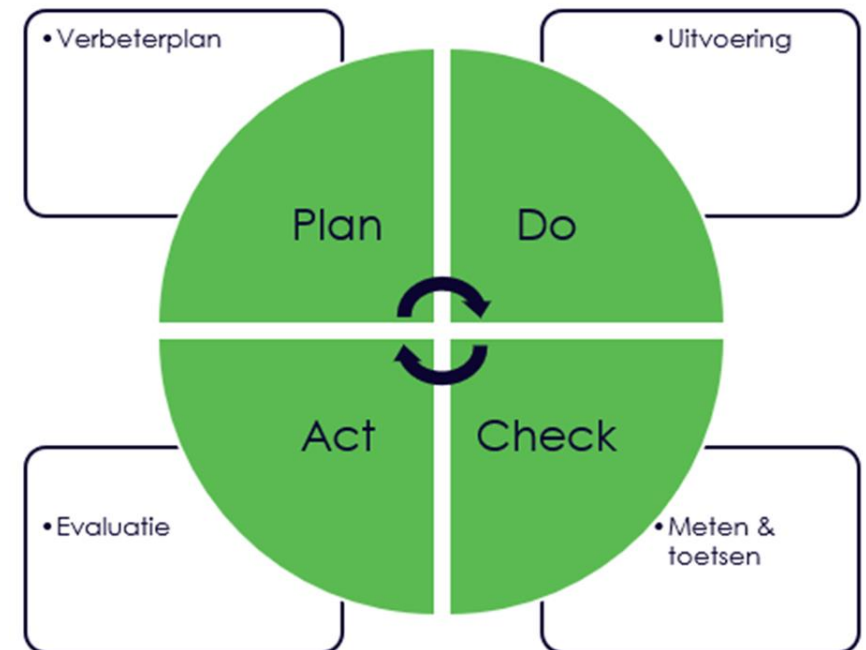 •Verbeterplan
•Uitvoering
Plan
Do
Act
Check
•Evaluatie
•Meten &
toetsen